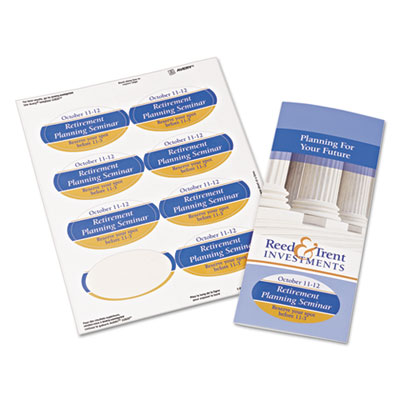 AVERY
October 11-12
Retirement
Planning Seminar
Reserve your spot
before 11-5
October 11-12
Retirement
Planning Seminar
Reserve your spot
before 11-5
October 11-12
Retirement
Planning Seminar
Reserve your spot
before 11-5
October 11-12
Retirement
Planning Seminar
Reserve your spot
before 11-5
October 11-12
Retirement
Planning Seminar
Reserve your spot
before 11-5
October 11-12
Retirement
Planning Seminar
Reserve your spot
before 11-5
October 11-12
Retirement
Planning Seminar
Reserve your spot
before 11-5
Planning For
Your Future
Reed & Trent
INVESTMENTS
October 11-12
Retirement
Planning Seminar
Reserve your spot
before 11-5